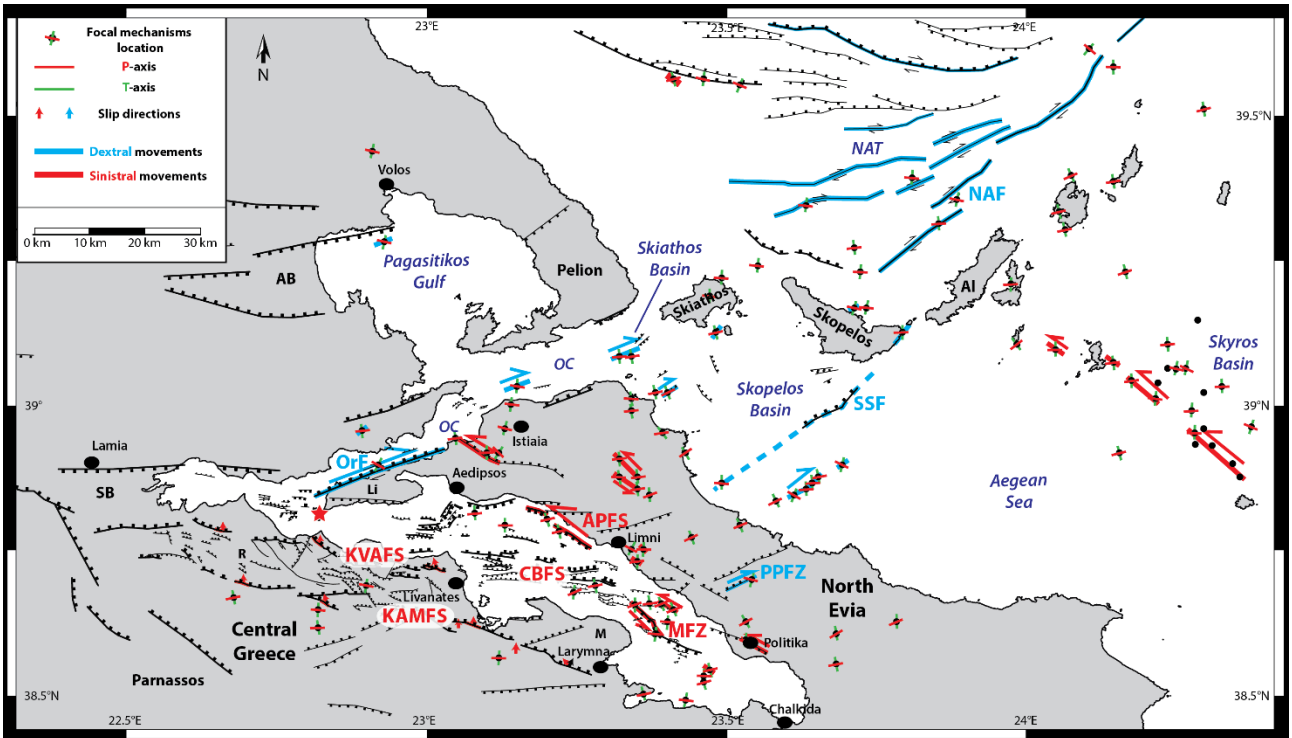 23°E
23.5°E
24°E
Focal mechanisms
location
P-axis
T-axis
Slip directions
Dextral movements
Sinistral movements
0 km 10 km 20 km 30 km
N
39.5°N
NAT
Volos
NAF
Skiathos
Basin
Pagasitikos
Gulf
Pelion
AB
Al
Skiathos
Skopelos
Skyros
Basin
OC
Skopelos
Basin
SSF
39°
39°N
OC
Istiaia
Lamia
OrF
Aedipsos
SB
Li
Aegean
Sea
APFS
Limni
KVAFS
R
CBFS
PPFZ
North
Evia
Livanates
KAMFS
Central
Greece
M
MFZ
Politika
Larymna
Parnassos
38.5°N
38.5°N
Chalkida
22.5°E
23°E
23.5°E
24°E